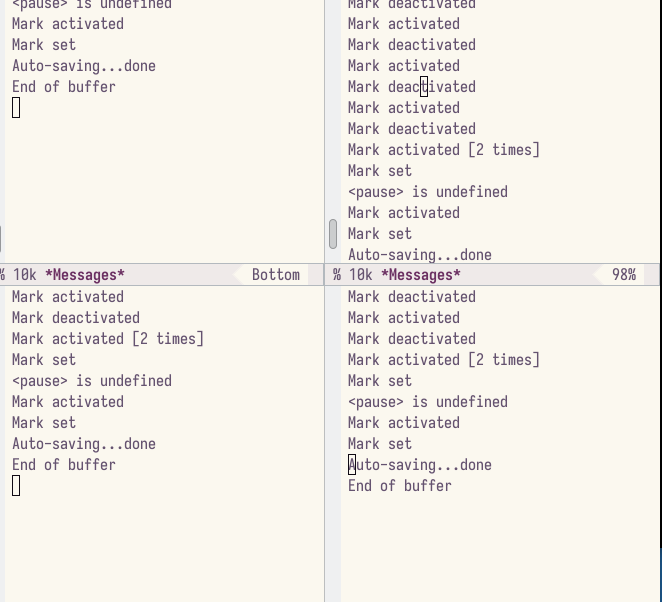 <pause> is undefined
Mark activated
Mark set
Auto-saving...done
End of buffer
% 10k *Messages* Bottom
Mark deactivated
Mark activated
Mark deactivated
Mark activated
Mark deactivated
Mark activated
Mark deactivated
Mark activated [2 times]
Mark set
<pause> is undefined
Mark activated
Mark set
Auto-saving...done
% 10k *Messages* 98%
Mark activated
Mark deactivated
Mark activated [2 times]
Mark set
<pause> is undefined
Mark activated
Mark set
Auto-saving...done
End of buffer
Mark deactivated
Mark activated
Mark deactivated
Mark activated [2 times]
Mark set
<pause> is undefined
Mark activated
Mark set
Auto-saving...done
End of buffer